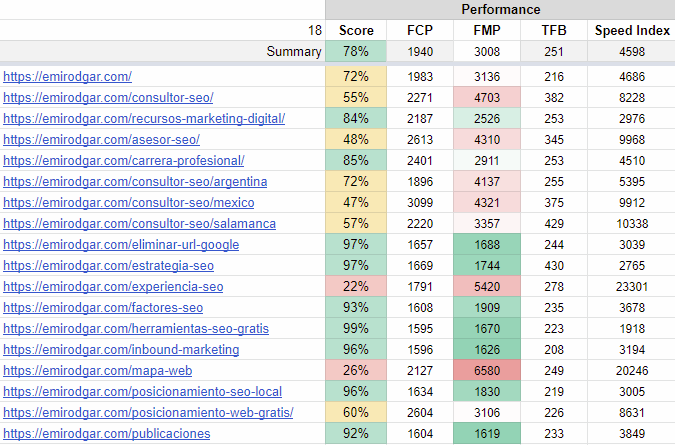 Performance
18 Score FCP FMP TFB Speed Index
Summary 78% 1940 3008 251 4598
https://emirodgar.com/ 72% 1983 3136 216 4686
https://emirodgar.com/consultor-seo/ 55% 2271 4703 382 8228
https://emirodgar.com/recursos-marketing-digital/ 84% 2187 2526 253 2976
https://emirodgar.com/asesor-seo/ 48% 2613 4310 345 9968
https://emirodgar.com/carrera-profesional/ 85% 2401 2911 253 4510
https://emirodgar.com/consultor-seo/argentina 72% 1896 4137 255 5395
https://emirodgar.com/consultor-seo/mexico 47% 3099 4321 375 9912
https://emirodgar.com/consultor-seo/salamanca 57% 2220 3357 429 10338
https://emirodgar.com/eliminar-url-google 97% 1657 1688 244 3039
https://emirodgar.com/estrategia-seo 97% 1669 1744 430 2765
https://emirodgar.com/experiencia-seo 22% 1791 5420 278 23301
https://emirodgar.com/factores-seo 93% 1608 1909 235 3678
https://emirodgar.com/herramientas-seo-gratis 99% 1595 1670 223 1918
https://emirodgar.com/inbound-marketing 96% 1596 1626 208 3194
https://emirodgar.com/mapa-web 26% 2127 6580 249 20246
https://emirodgar.com/posicionamiento-seo-local 96% 1634 1830 219 3005
https://emirodgar.com/posicionamiento-web-gratis/ 60% 2604 3106 226 8631
https://emirodgar.com/publicaciones 92% 1604 1619 233 3849